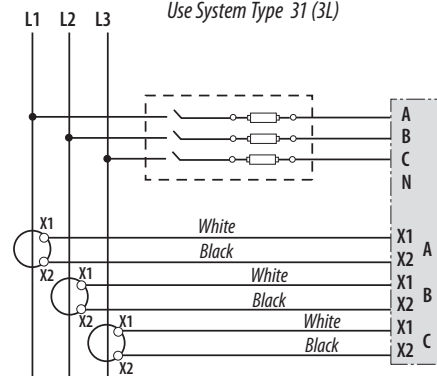 Use System Type 31 (3L)
L1 L2 L3
A
B
C
N
X1 White X1
Black X2 A
X2 X1 White X1
Black X2 B
X2 X1 White X1
Black X2 C
X2